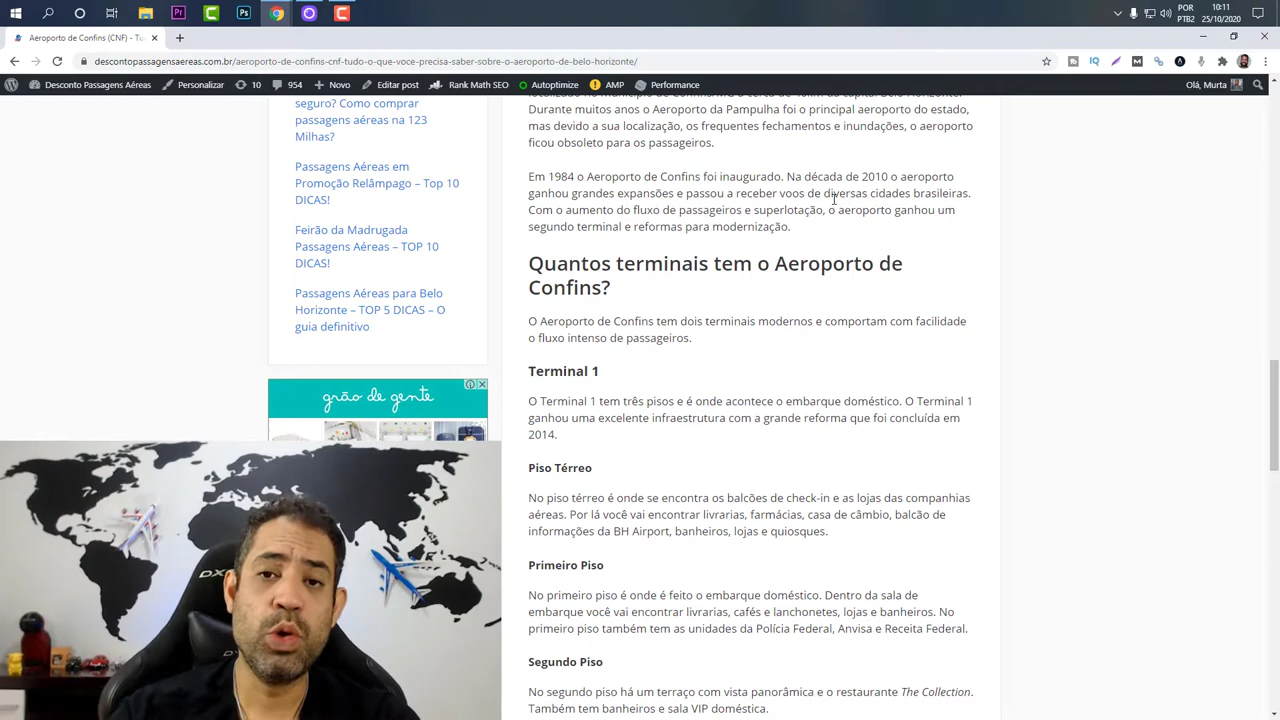 POR
PTB2
10:11
25/10/2020
Aeroporto de Confins (CNF) - Tu
descontopassagensaereas.com.br/aeroporto-de-confins-cnf-tudo-o-que-voce-precisa-saber-sobre-o-aeroporto-de-belo-horizonte/
Desconto Passagens Aéreas Personalizar 10 954 Novo Editar post Rank Math SEO Autoptimize AMP Performance Olá, Murta
seguro? Como comprar
passagens aéreas na 123
Milhas?
Passagens Aéreas em
Promoção Relâmpago – Top 10
DICAS!
Feirão da Madrugada
Passagens Aéreas – TOP 10
DICAS!
Passagens Aéreas para Belo
Horizonte – TOP 5 DICAS – O
guia definitivo
grão de gente
Durante muitos anos o Aeroporto da Pampulha foi o principal aeroporto do estado,
mas devido a sua localização, os frequentes fechamentos e inundações, o aeroporto
ficou obsoleto para os passageiros.
Em 1984 o Aeroporto de Confins foi inaugurado. Na década de 2010 o aeroporto
ganhou grandes expansões e passou a receber voos de diversas cidades brasileiras.
Com o aumento do fluxo de passageiros e superlotação, o aeroporto ganhou um
segundo terminal e reformas para modernização.
Quantos terminais tem o Aeroporto de
Confins?
O Aeroporto de Confins tem dois terminais modernos e comportam com facilidade
o fluxo intenso de passageiros.
Terminal 1
O Terminal 1 tem três pisos e é onde acontece o embarque doméstico. O Terminal 1
ganhou uma excelente infraestrutura com a grande reforma que foi concluída em
2014.
Piso Térreo
No piso térreo é onde se encontra os balcões de check-in e as lojas das companhias
aéreas. Por lá você vai encontrar livrarias, farmácias, casa de câmbio, balcão de
informações da BH Airport, banheiros, lojas e quiosques.
Primeiro Piso
No primeiro piso é onde é feito o embarque doméstico. Dentro da sala de
embarque você vai encontrar livrarias, cafés e lanchonetes, lojas e banheiros. No
primeiro piso também tem as unidades da Polícia Federal, Anvisa e Receita Federal.
Segundo Piso
No segundo piso há um terraço com vista panorâmica e o restaurante The Collection.
Também tem banheiros e sala VIP doméstica.